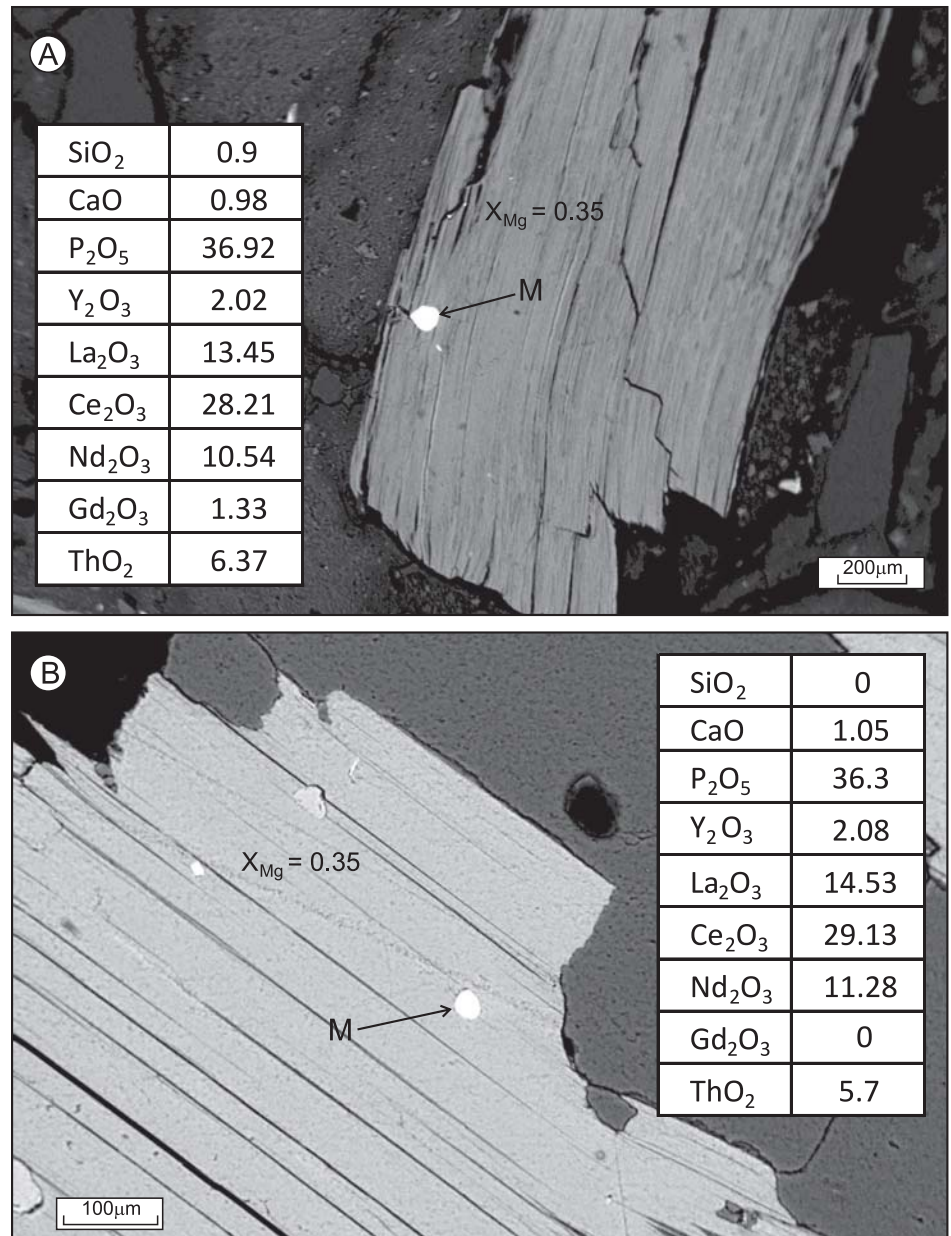 A
SiO₂ 0.9
CaO 0.98
P₂O₅ 36.92
Y₂O₃ 2.02
La₂O₃ 13.45
Ce₂O₃ 28.21
Nd₂O₃ 10.54
Gd₂O₃ 1.33
ThO₂ 6.37
X_Mg = 0.35
M
200μm
B
SiO₂ 0
CaO 1.05
P₂O₅ 36.3
Y₂O₃ 2.08
La₂O₃ 14.53
Ce₂O₃ 29.13
Nd₂O₃ 11.28
Gd₂O₃ 0
ThO₂ 5.7
X_Mg = 0.35
M
100μm